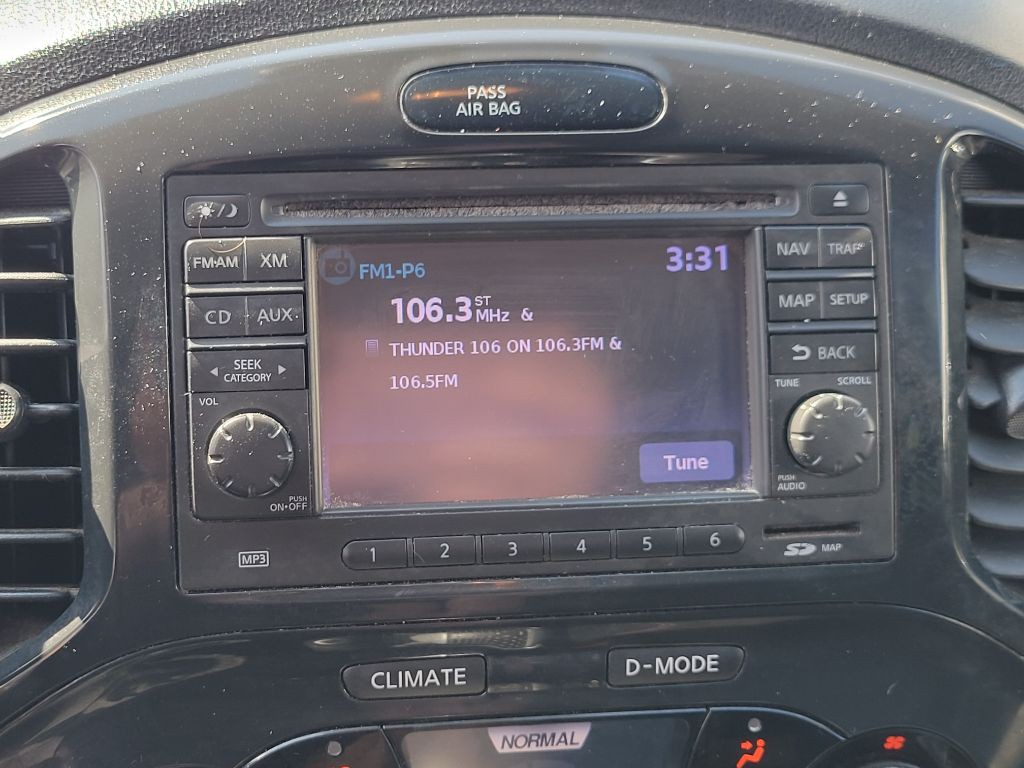 PASS
AIR BAG
FM·AM
XM
CD
AUX
SEEK
CATEGORY
VOL
PUSH
ON·OFF
MP3
FM1-P6
3:31
106.3 ST MHz &
THUNDER 106 ON 106.3FM &
106.5FM
Tune
NAV
TRAF
MAP
SETUP
BACK
TUNE
SCROLL
PUSH
AUDIO
1
2
3
4
5
6
SD MAP
CLIMATE
D-MODE
NORMAL